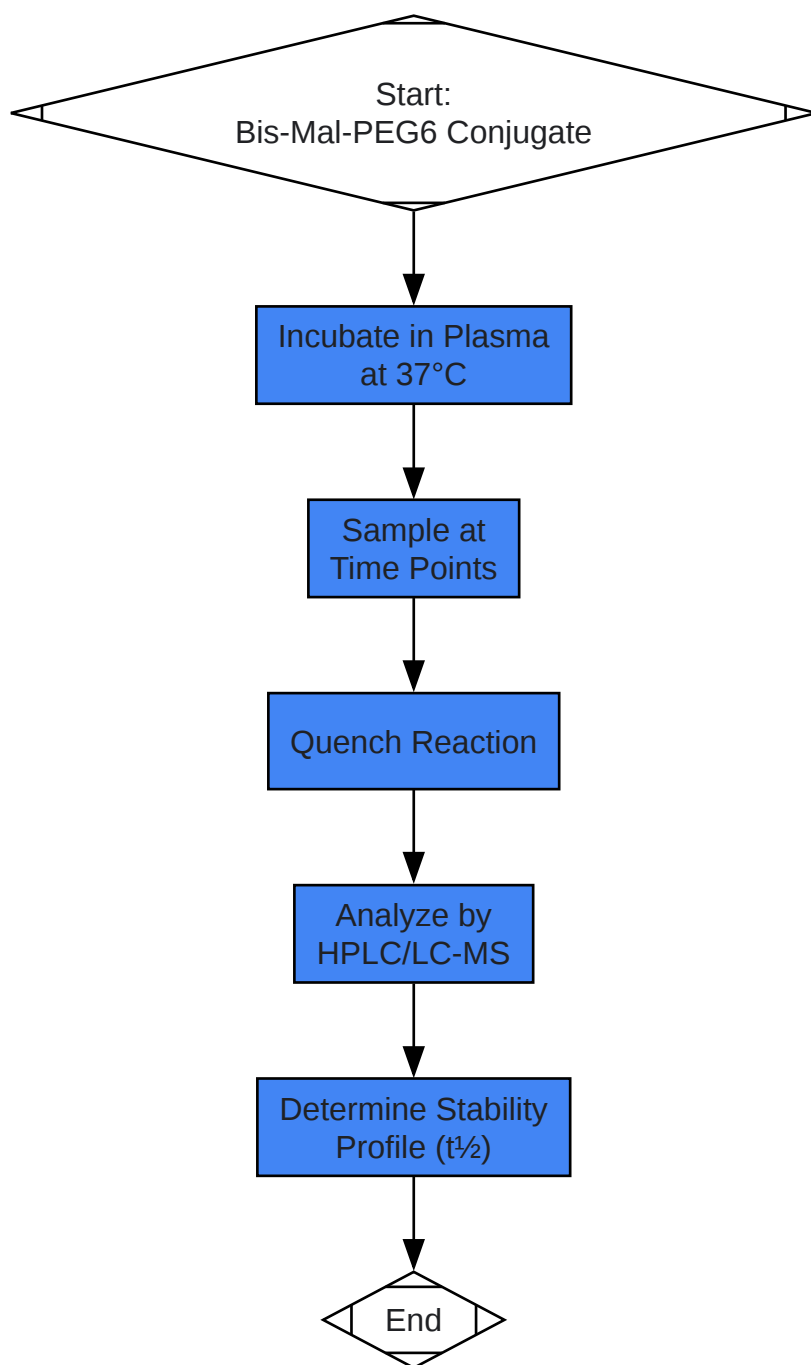 Start:
Bis-Mal-PEG6 Conjugate
Incubate in Plasma
at 37°C
Sample at
Time Points
Quench Reaction
Analyze by
HPLC/LC-MS
Determine Stability
Profile (t½)
End